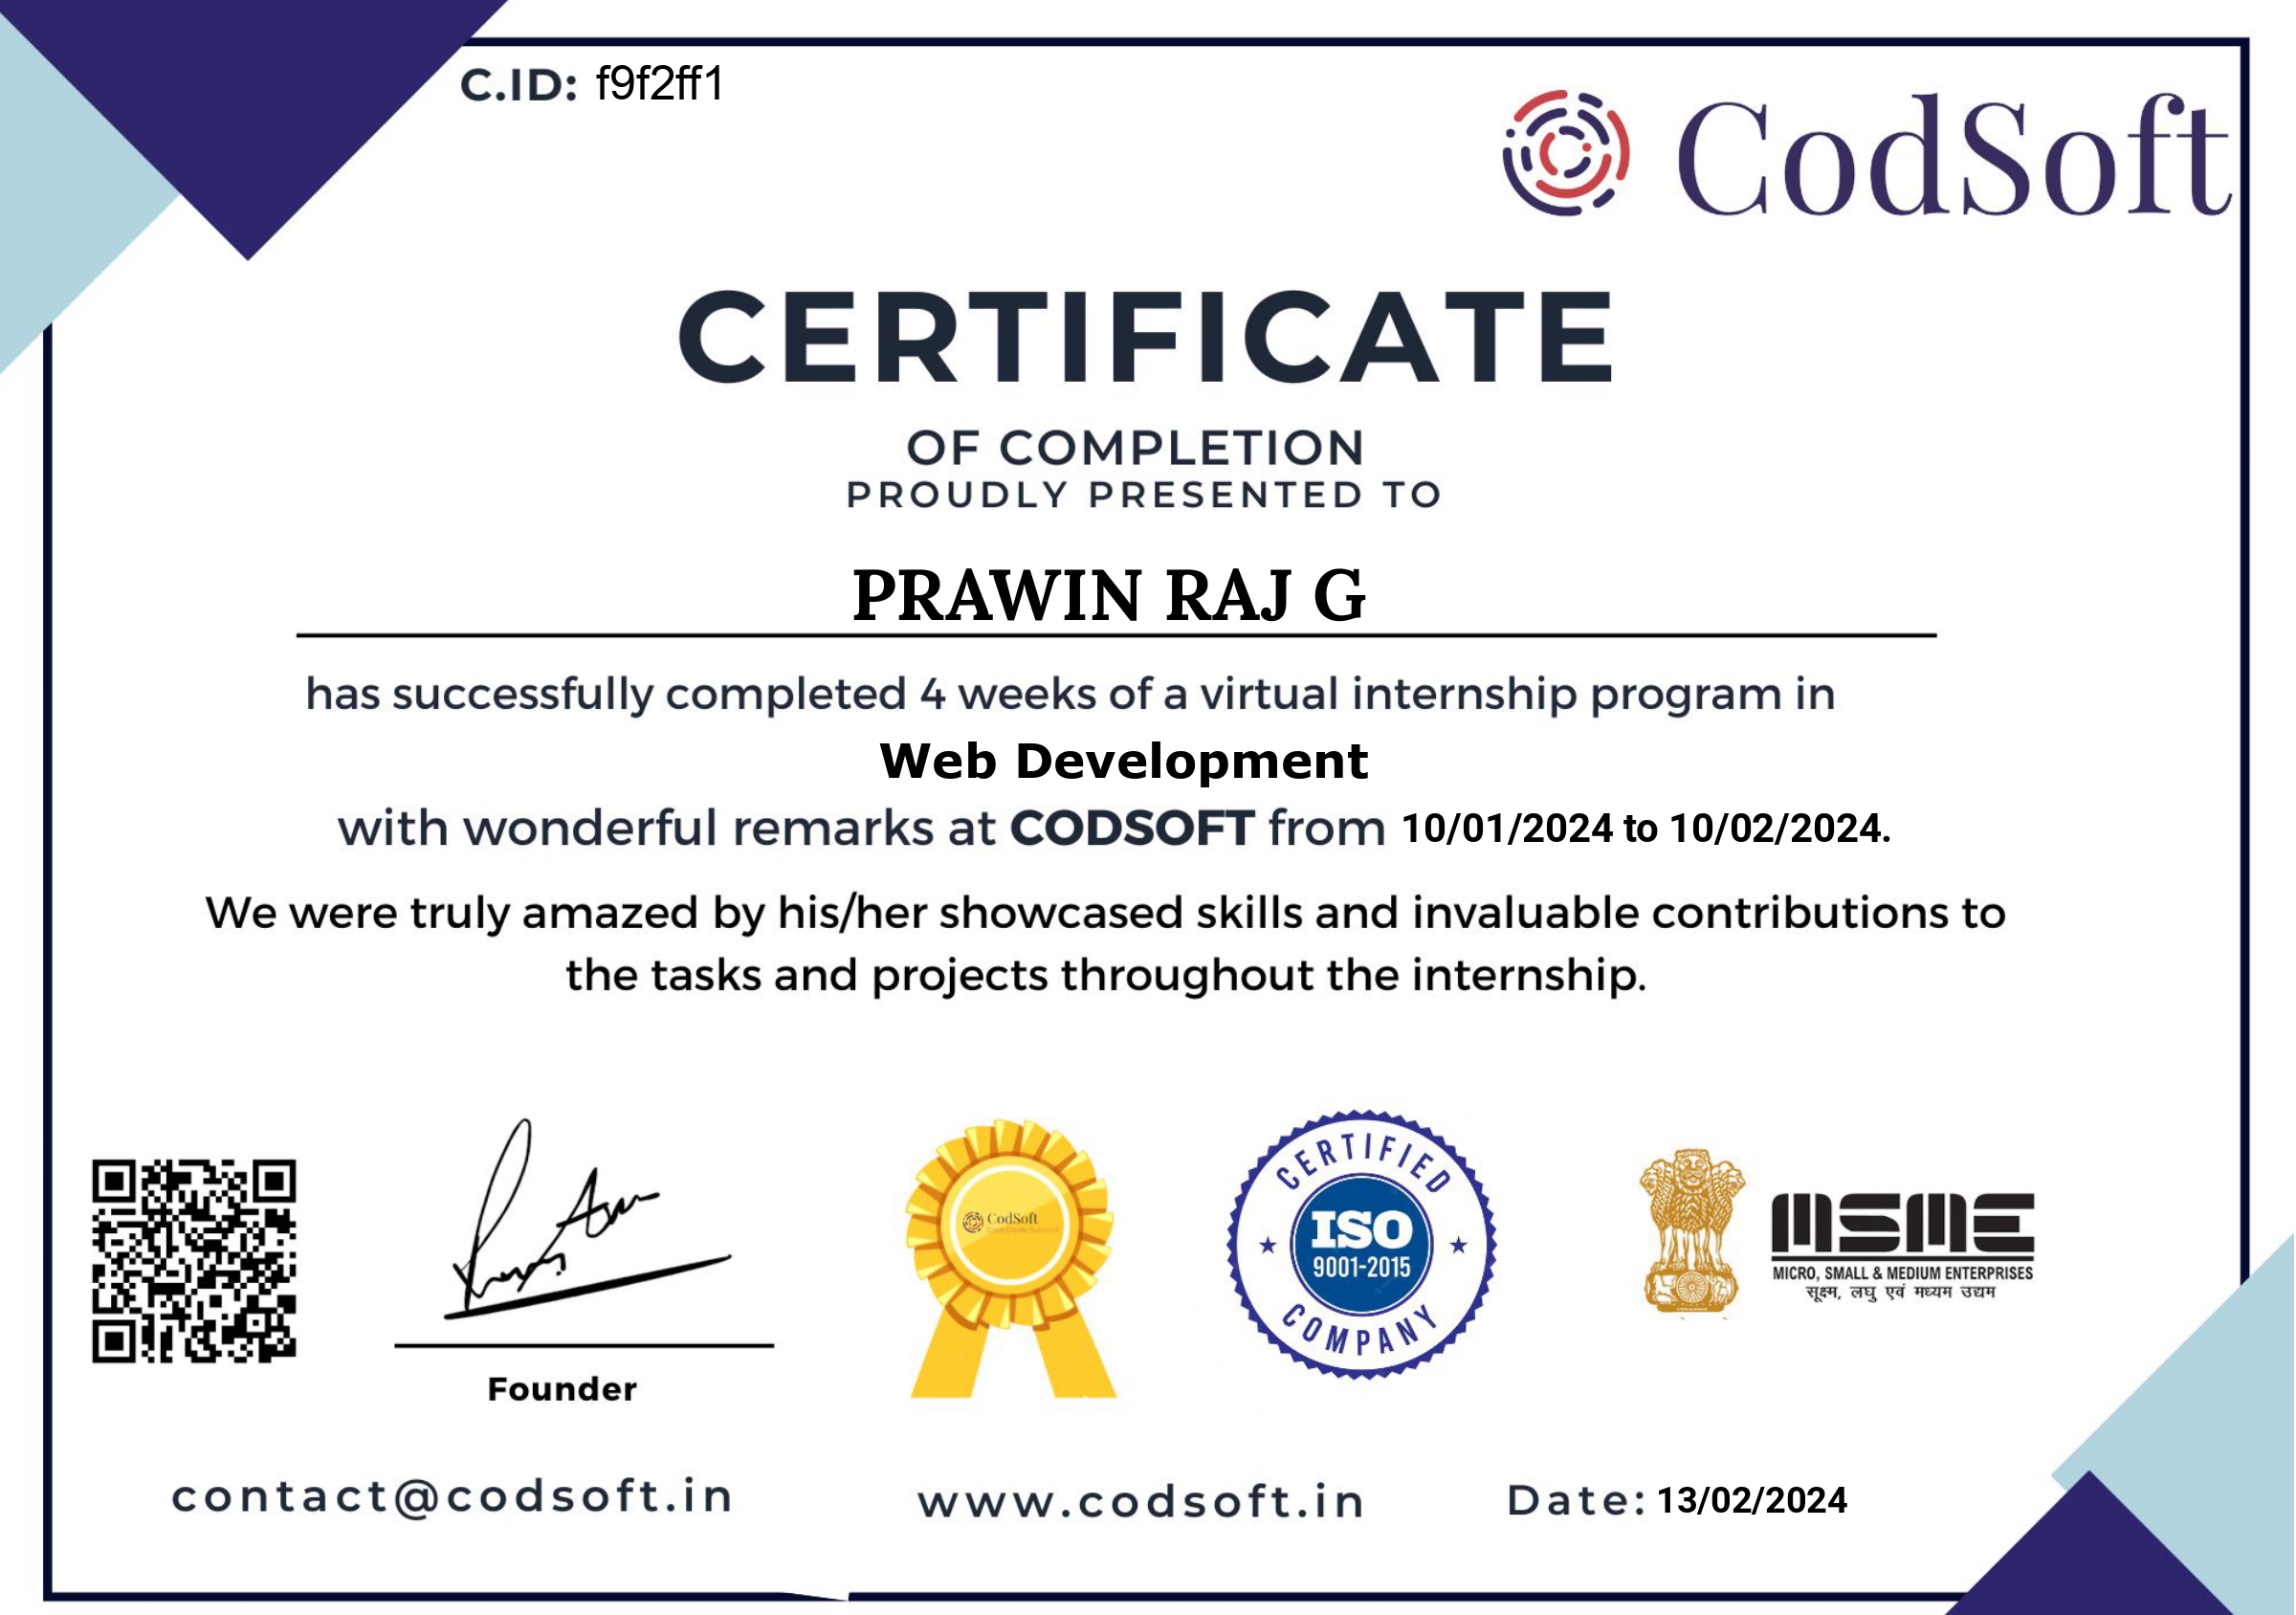 C.ID: f9f2ff1
CodSoft
CERTIFICATE
OF COMPLETION
PROUDLY PRESENTED TO
PRAWIN RAJ G
has successfully completed 4 weeks of a virtual internship program in
Web Development
with wonderful remarks at CODSOFT from 10/01/2024 to 10/02/2024.
We were truly amazed by his/her showcased skills and invaluable contributions to
the tasks and projects throughout the internship.
CodSoft
CERTIFIED
ISO
9001-2015
COMPANY
MSME
MICRO, SMALL & MEDIUM ENTERPRISES
सूक्ष्म, लघु एवं मध्यम उद्यम
Founder
contact@codsoft.in
www.codsoft.in
Date: 13/02/2024